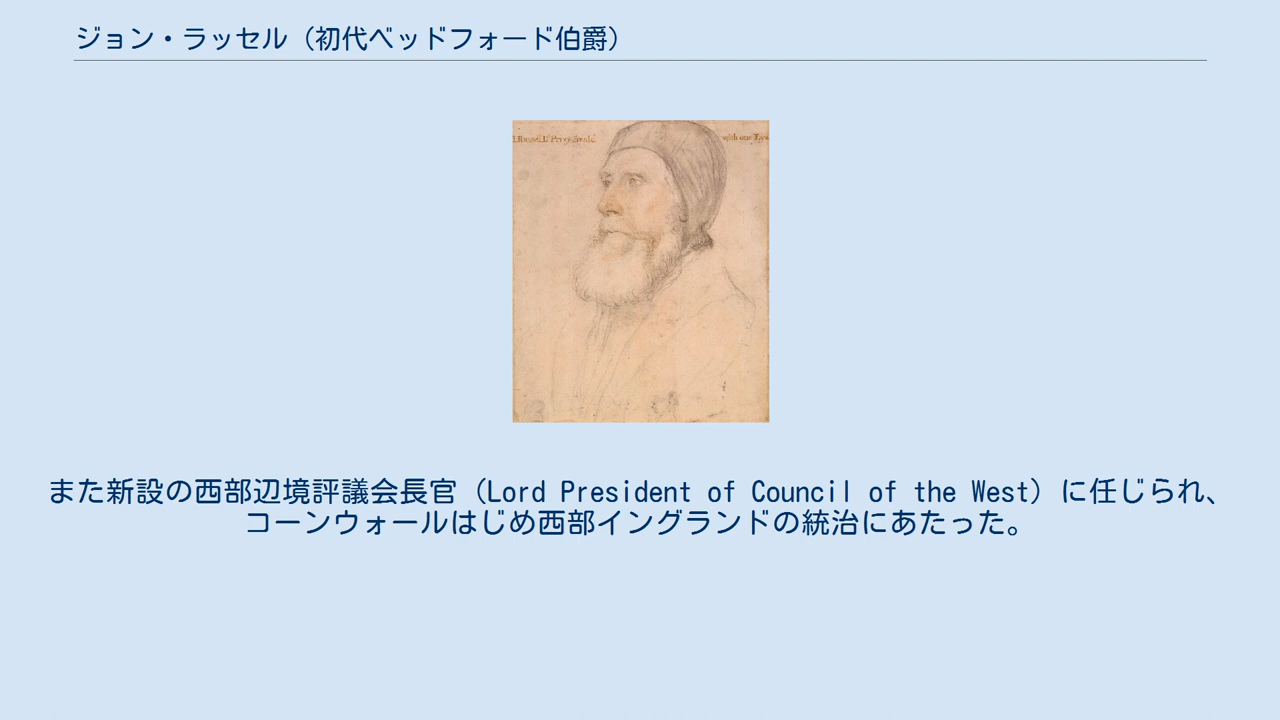 ジョン・ラッセル（初代ベッドフォード伯爵）
with one Eye
また新設の西部辺境評議会長官（Lord President of Council of the West）に任じられ、
コーンウォールはじめ西部イングランドの統治にあたった。